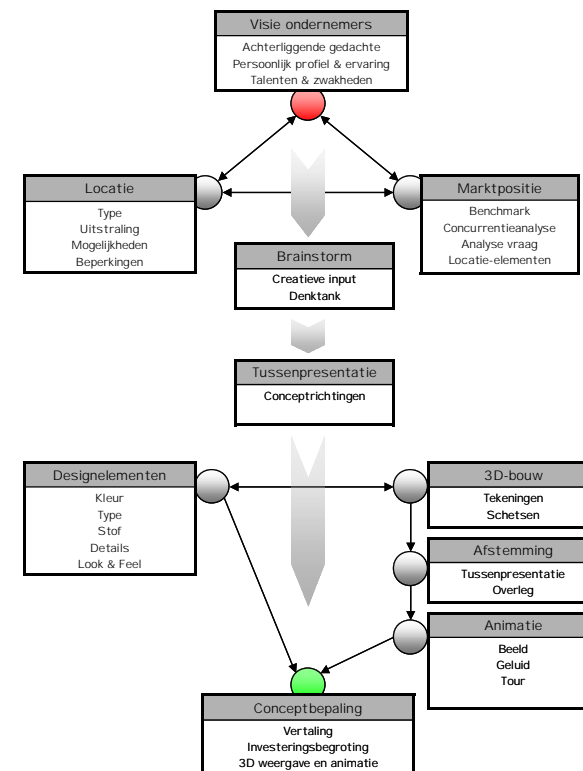 Visie ondernemers
Achterliggende gedachte
Persoonlijk profiel & ervaring
Talenten & zwakheden
Locatie
Type
Uitstraling
Mogelijkheden
Beperkingen
Marktpositie
Benchmark
Concurrentieanalyse
Analyse vraag
Locatie-elementen
Brainstorm
Creatieve input
Denktank
Tussenpresentatie
Conceptrichtingen
Designelementen
Kleur
Type
Stof
Details
Look & Feel
3D-bouw
Tekeningen
Schetsen
Afstemming
Tussenpresentatie
Overleg
Animatie
Beeld
Geluid
Tour
Conceptbepaling
Vertaling
Investeringsbegroting
3D weergave en animatie